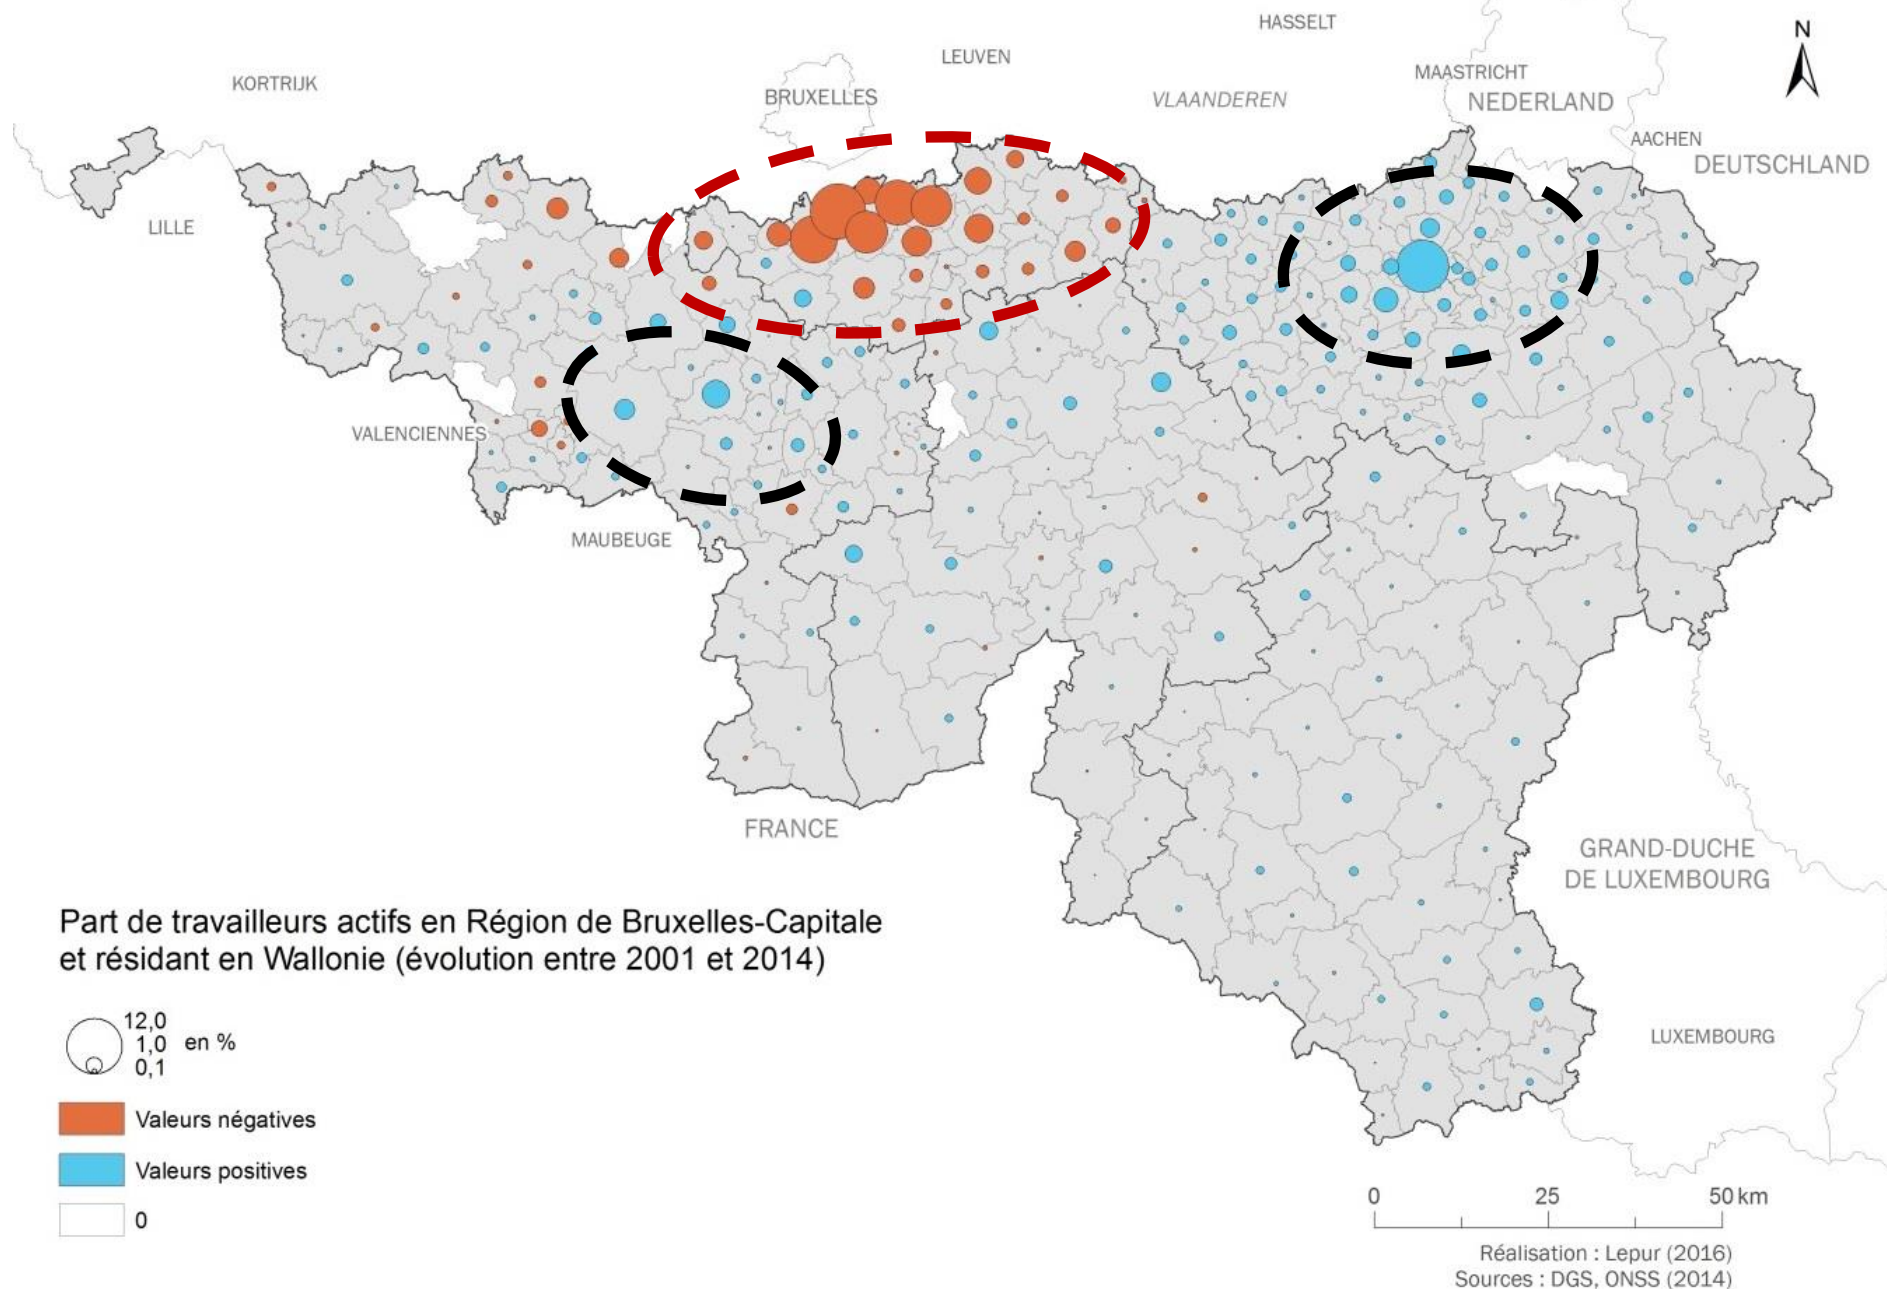 HASSELT
N
LEUVEN
MAASTRICHT
KORTRIJK
BRUXELLES
VLAANDEREN
NEDERLAND
AACHEN
DEUTSCHLAND
LILLE
VALENCIENNES
MAUBEUGE
FRANCE
GRAND-DUCHE
DE LUXEMBOURG
Part de travailleurs actifs en Région de Bruxelles-Capitale
et résidant en Wallonie (évolution entre 2001 et 2014)
12,0
1,0 en %
0,1
LUXEMBOURG
Valeurs négatives
Valeurs positives
0
0 25 50 km
Réalisation : Lepur (2016)
Sources : DGS, ONSS (2014)